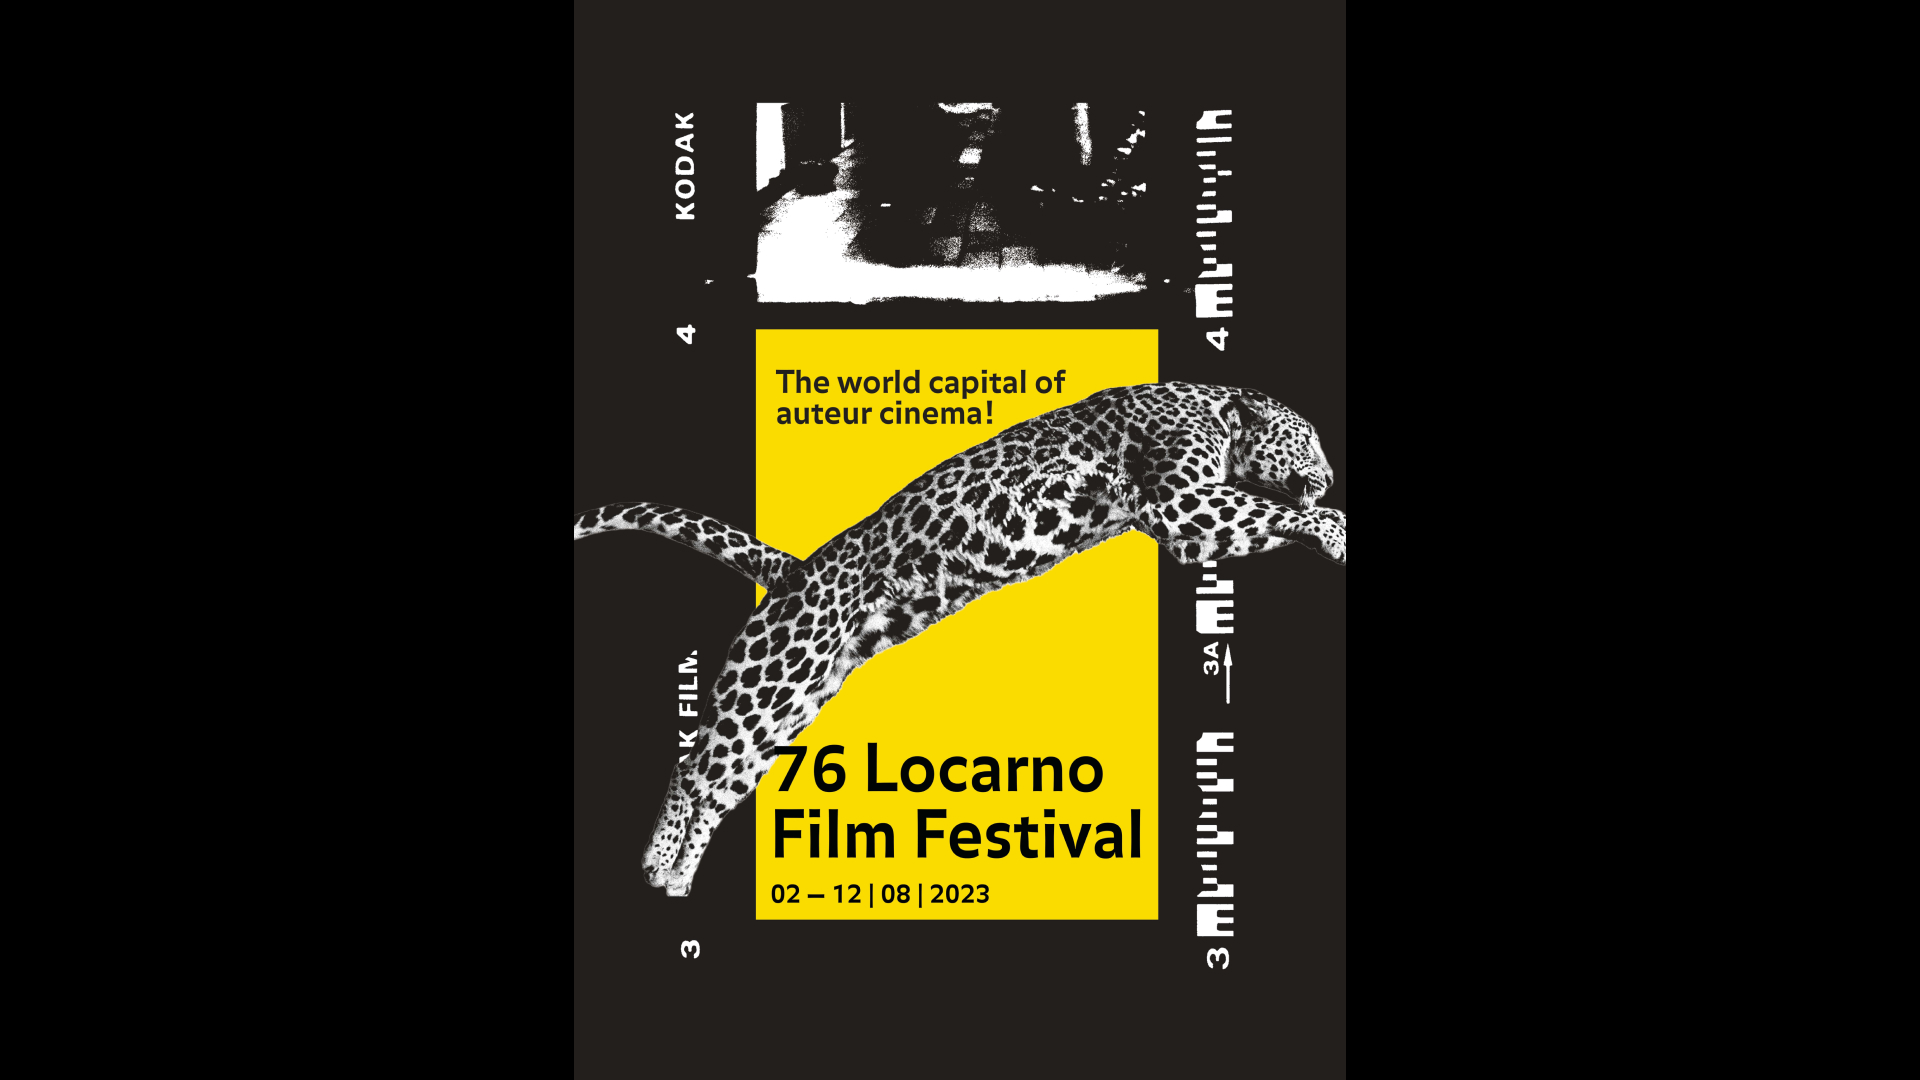 KODAK
4
4
The world capital of
auteur cinema!
3A
FILM
76 Locarno
Film Festival
02 – 12 | 08 | 2023
3
3